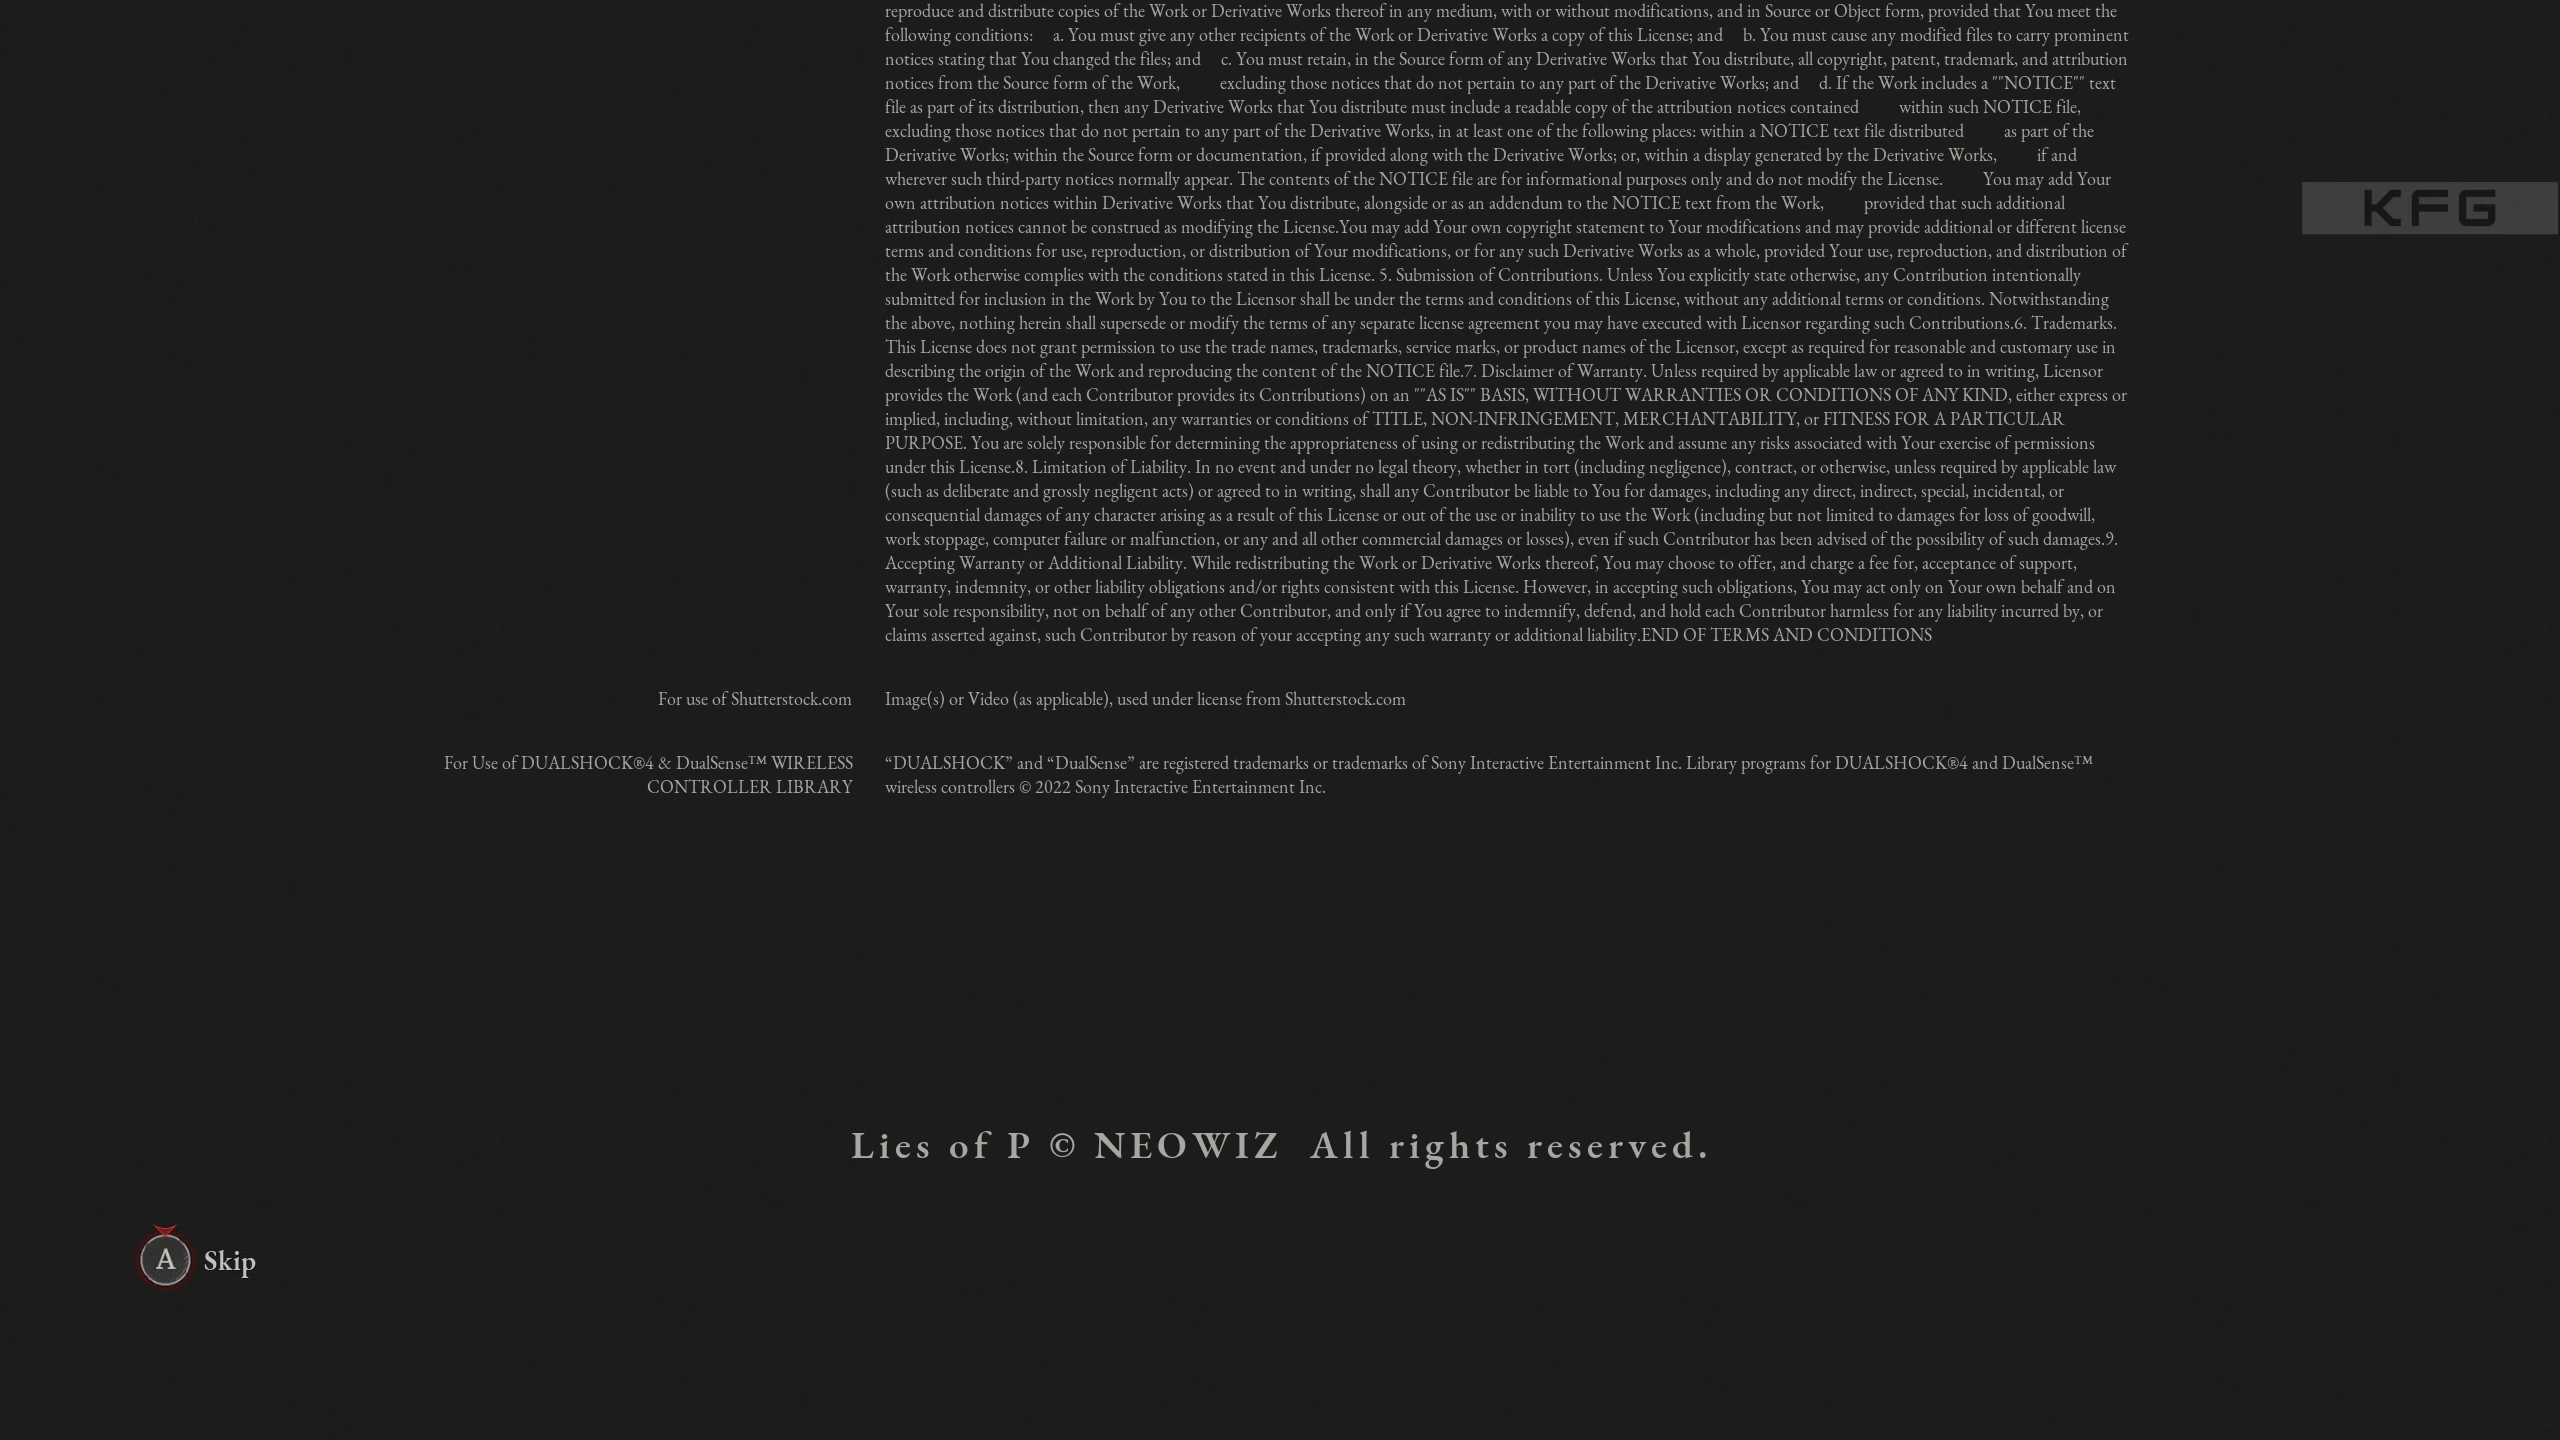 reproduce and distribute copies of the Work or Derivative Works thereof in any medium, with or without modifications, and in Source or Object form, provided that You meet the
following conditions: a. You must give any other recipients of the Work or Derivative Works a copy of this License; and b. You must cause any modified files to carry prominent
notices stating that You changed the files; and c. You must retain, in the Source form of any Derivative Works that You distribute, all copyright, patent, trademark, and attribution
notices from the Source form of the Work, excluding those notices that do not pertain to any part of the Derivative Works; and d. If the Work includes a ""NOTICE"" text
file as part of its distribution, then any Derivative Works that You distribute must include a readable copy of the attribution notices contained within such NOTICE file,
excluding those notices that do not pertain to any part of the Derivative Works, in at least one of the following places: within a NOTICE text file distributed as part of the
Derivative Works; within the Source form or documentation, if provided along with the Derivative Works; or, within a display generated by the Derivative Works, if and
wherever such third-party notices normally appear. The contents of the NOTICE file are for informational purposes only and do not modify the License. You may add Your
own attribution notices within Derivative Works that You distribute, alongside or as an addendum to the NOTICE text from the Work, provided that such additional
attribution notices cannot be construed as modifying the License.You may add Your own copyright statement to Your modifications and may provide additional or different license
terms and conditions for use, reproduction, or distribution of Your modifications, or for any such Derivative Works as a whole, provided Your use, reproduction, and distribution of
the Work otherwise complies with the conditions stated in this License. 5. Submission of Contributions. Unless You explicitly state otherwise, any Contribution intentionally
submitted for inclusion in the Work by You to the Licensor shall be under the terms and conditions of this License, without any additional terms or conditions. Notwithstanding
the above, nothing herein shall supersede or modify the terms of any separate license agreement you may have executed with Licensor regarding such Contributions.6. Trademarks.
This License does not grant permission to use the trade names, trademarks, service marks, or product names of the Licensor, except as required for reasonable and customary use in
describing the origin of the Work and reproducing the content of the NOTICE file.7. Disclaimer of Warranty. Unless required by applicable law or agreed to in writing, Licensor
provides the Work (and each Contributor provides its Contributions) on an ""AS IS"" BASIS, WITHOUT WARRANTIES OR CONDITIONS OF ANY KIND, either express or
implied, including, without limitation, any warranties or conditions of TITLE, NON-INFRINGEMENT, MERCHANTABILITY, or FITNESS FOR A PARTICULAR
PURPOSE. You are solely responsible for determining the appropriateness of using or redistributing the Work and assume any risks associated with Your exercise of permissions
under this License.8. Limitation of Liability. In no event and under no legal theory, whether in tort (including negligence), contract, or otherwise, unless required by applicable law
(such as deliberate and grossly negligent acts) or agreed to in writing, shall any Contributor be liable to You for damages, including any direct, indirect, special, incidental, or
consequential damages of any character arising as a result of this License or out of the use or inability to use the Work (including but not limited to damages for loss of goodwill,
work stoppage, computer failure or malfunction, or any and all other commercial damages or losses), even if such Contributor has been advised of the possibility of such damages.9.
Accepting Warranty or Additional Liability. While redistributing the Work or Derivative Works thereof, You may choose to offer, and charge a fee for, acceptance of support,
warranty, indemnity, or other liability obligations and/or rights consistent with this License. However, in accepting such obligations, You may act only on Your own behalf and on
Your sole responsibility, not on behalf of any other Contributor, and only if You agree to indemnify, defend, and hold each Contributor harmless for any liability incurred by, or
claims asserted against, such Contributor by reason of your accepting any such warranty or additional liability.END OF TERMS AND CONDITIONS
KFG
For use of Shutterstock.com
Image(s) or Video (as applicable), used under license from Shutterstock.com
For Use of DUALSHOCK®4 & DualSense™ WIRELESS
CONTROLLER LIBRARY
“DUALSHOCK” and “DualSense” are registered trademarks or trademarks of Sony Interactive Entertainment Inc. Library programs for DUALSHOCK®4 and DualSense™
wireless controllers © 2022 Sony Interactive Entertainment Inc.
Lies of P © NEOWIZ All rights reserved.
A Skip